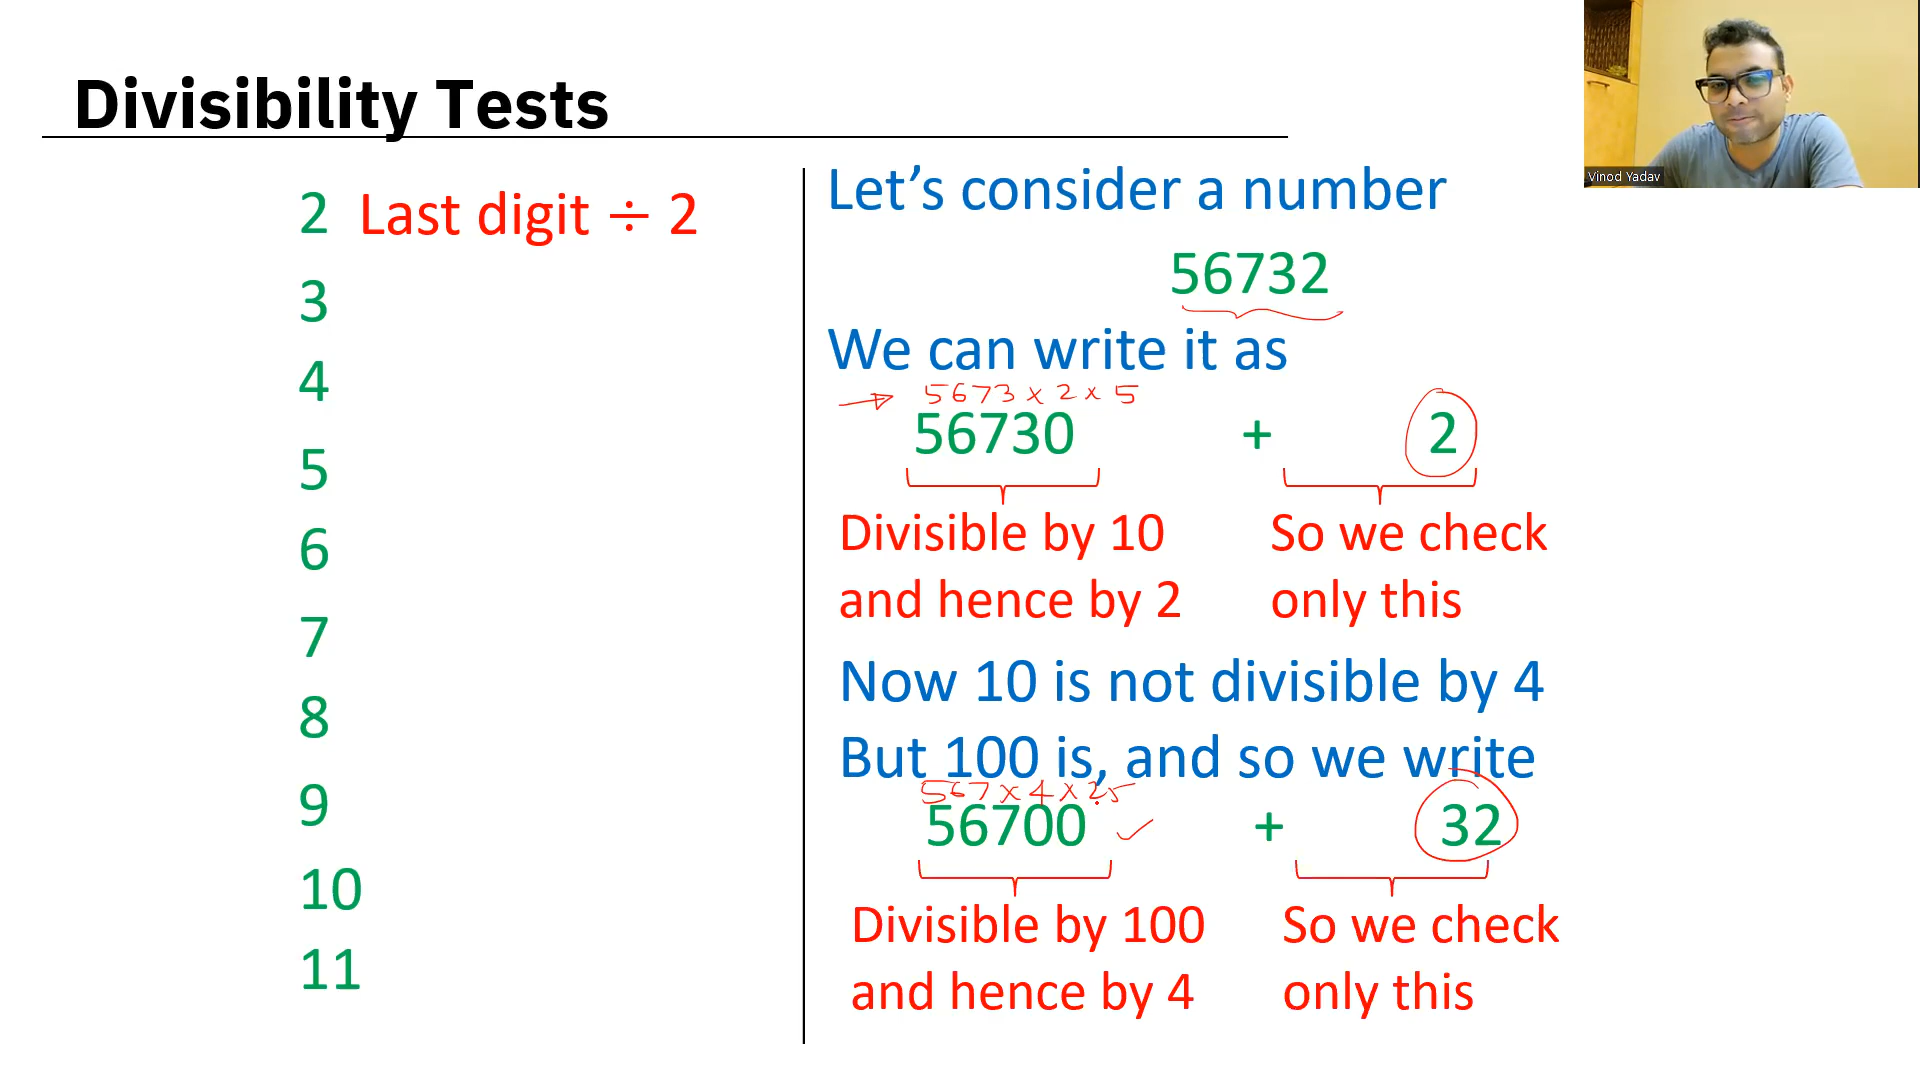 Divisibility Tests
2 Last digit ÷ 2
3
4
5
6
7
8
9
10
11
Let's consider a number
56732
We can write it as
5673 × 2 × 5
56730 + 2
Divisible by 10 So we check
and hence by 2 only this
Now 10 is not divisible by 4
But 100 is, and so we write
567 × 4 × 25
56700 + 32
Divisible by 100 So we check
and hence by 4 only this
Vinod Yadav